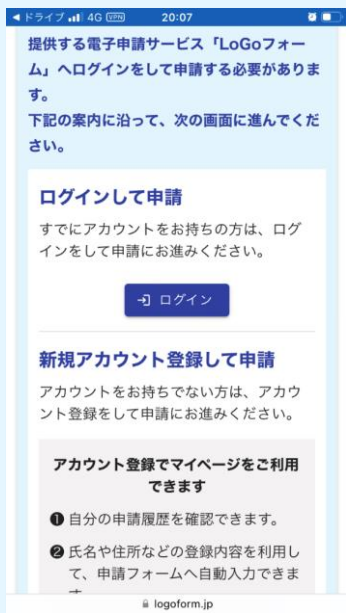 ◀ドライブ 4G VPN 20:07
提供する電子申請サービス「LoGoフォー
ム」へログインをして申請する必要がありま
す。
下記の案内に沿って、次の画面に進んでくだ
さい。
ログインして申請
すでにアカウントをお持ちの方は、ログ
インをして申請にお進みください。
ログイン
新規アカウント登録して申請
アカウントをお持ちでない方は、アカウ
ント登録をして申請にお進みください。
アカウント登録でマイページをご利用
できます
❶ 自分の申請履歴を確認できます。
❷ 氏名や住所などの登録内容を利用し
て、申請フォームへ自動入力できま
logoform.jp